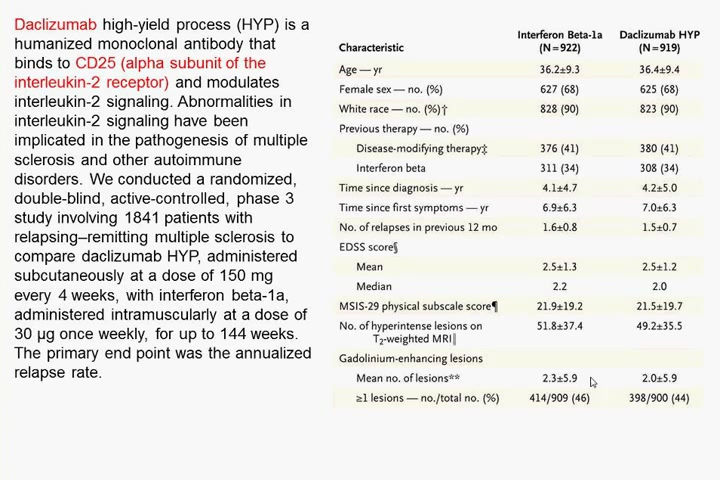 Daclizumab high-yield process (HYP) is a
humanized monoclonal antibody that
binds to CD25 (alpha subunit of the
interleukin-2 receptor) and modulates
interleukin-2 signaling. Abnormalities in
interleukin-2 signaling have been
implicated in the pathogenesis of multiple
sclerosis and other autoimmune
disorders. We conducted a randomized,
double-blind, active-controlled, phase 3
study involving 1841 patients with
relapsing–remitting multiple sclerosis to
compare daclizumab HYP, administered
subcutaneously at a dose of 150 mg
every 4 weeks, with interferon beta-1a,
administered intramuscularly at a dose of
30 μg once weekly, for up to 144 weeks.
The primary end point was the annualized
relapse rate.
Characteristic Interferon Beta-1a (N=922) Daclizumab HYP (N=919)
Age — yr 36.2±9.3 36.4±9.4
Female sex — no. (%) 627 (68) 625 (68)
White race — no. (%)† 828 (90) 823 (90)
Previous therapy — no. (%)
Disease-modifying therapy‡ 376 (41) 380 (41)
Interferon beta 311 (34) 308 (34)
Time since diagnosis — yr 4.1±4.7 4.2±5.0
Time since first symptoms — yr 6.9±6.3 7.0±6.3
No. of relapses in previous 12 mo 1.6±0.8 1.5±0.7
EDSS score§
Mean 2.5±1.3 2.5±1.2
Median 2.2 2.0
MSIS-29 physical subscale score¶ 21.9±19.2 21.5±19.7
No. of hyperintense lesions on
T2-weighted MRI‖ 51.8±37.4 49.2±35.5
Gadolinium-enhancing lesions
Mean no. of lesions** 2.3±5.9 2.0±5.9
≥1 lesions — no./total no. (%) 414/909 (46) 398/900 (44)